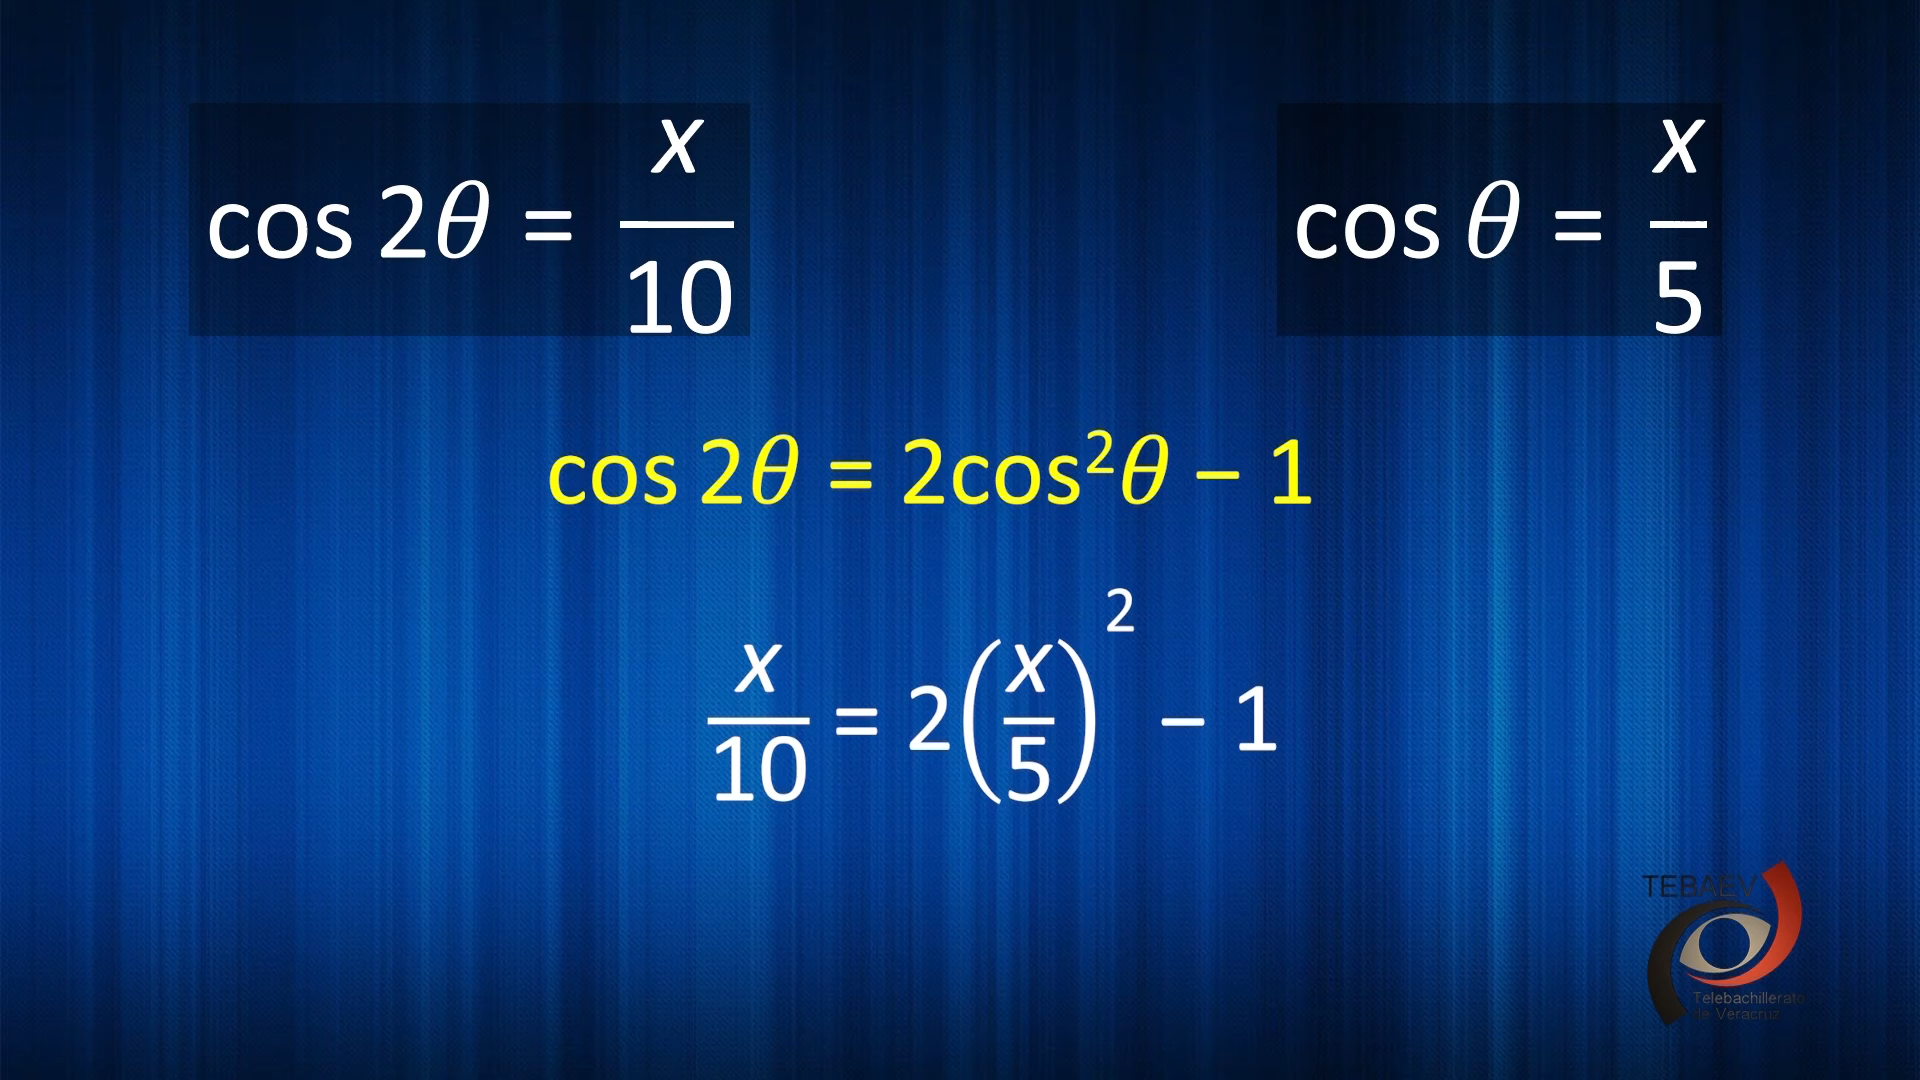 cos 2θ = x/10
cos θ = x/5
cos 2θ = 2cos²θ − 1
x/10 = 2(x/5)² − 1
TEBAEV
Telebachillerato
de Veracruz